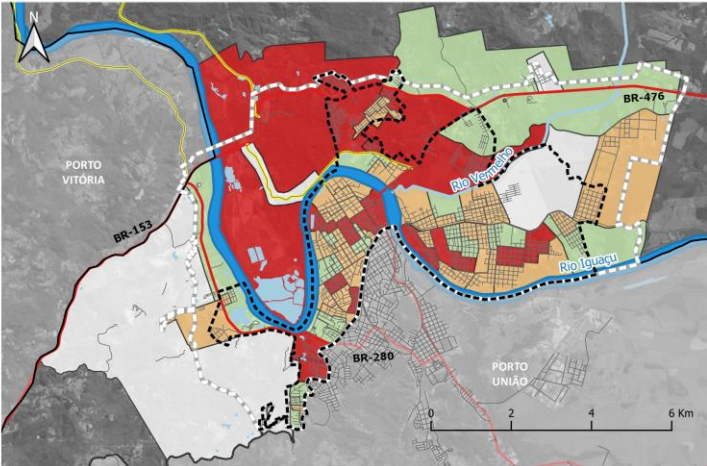 N
BR-476
PORTO
VITÓRIA
Rio Vermelho
BR-153
Rio Iguaçu
BR-280
PORTO
UNIÃO
0 2 4 6 Km